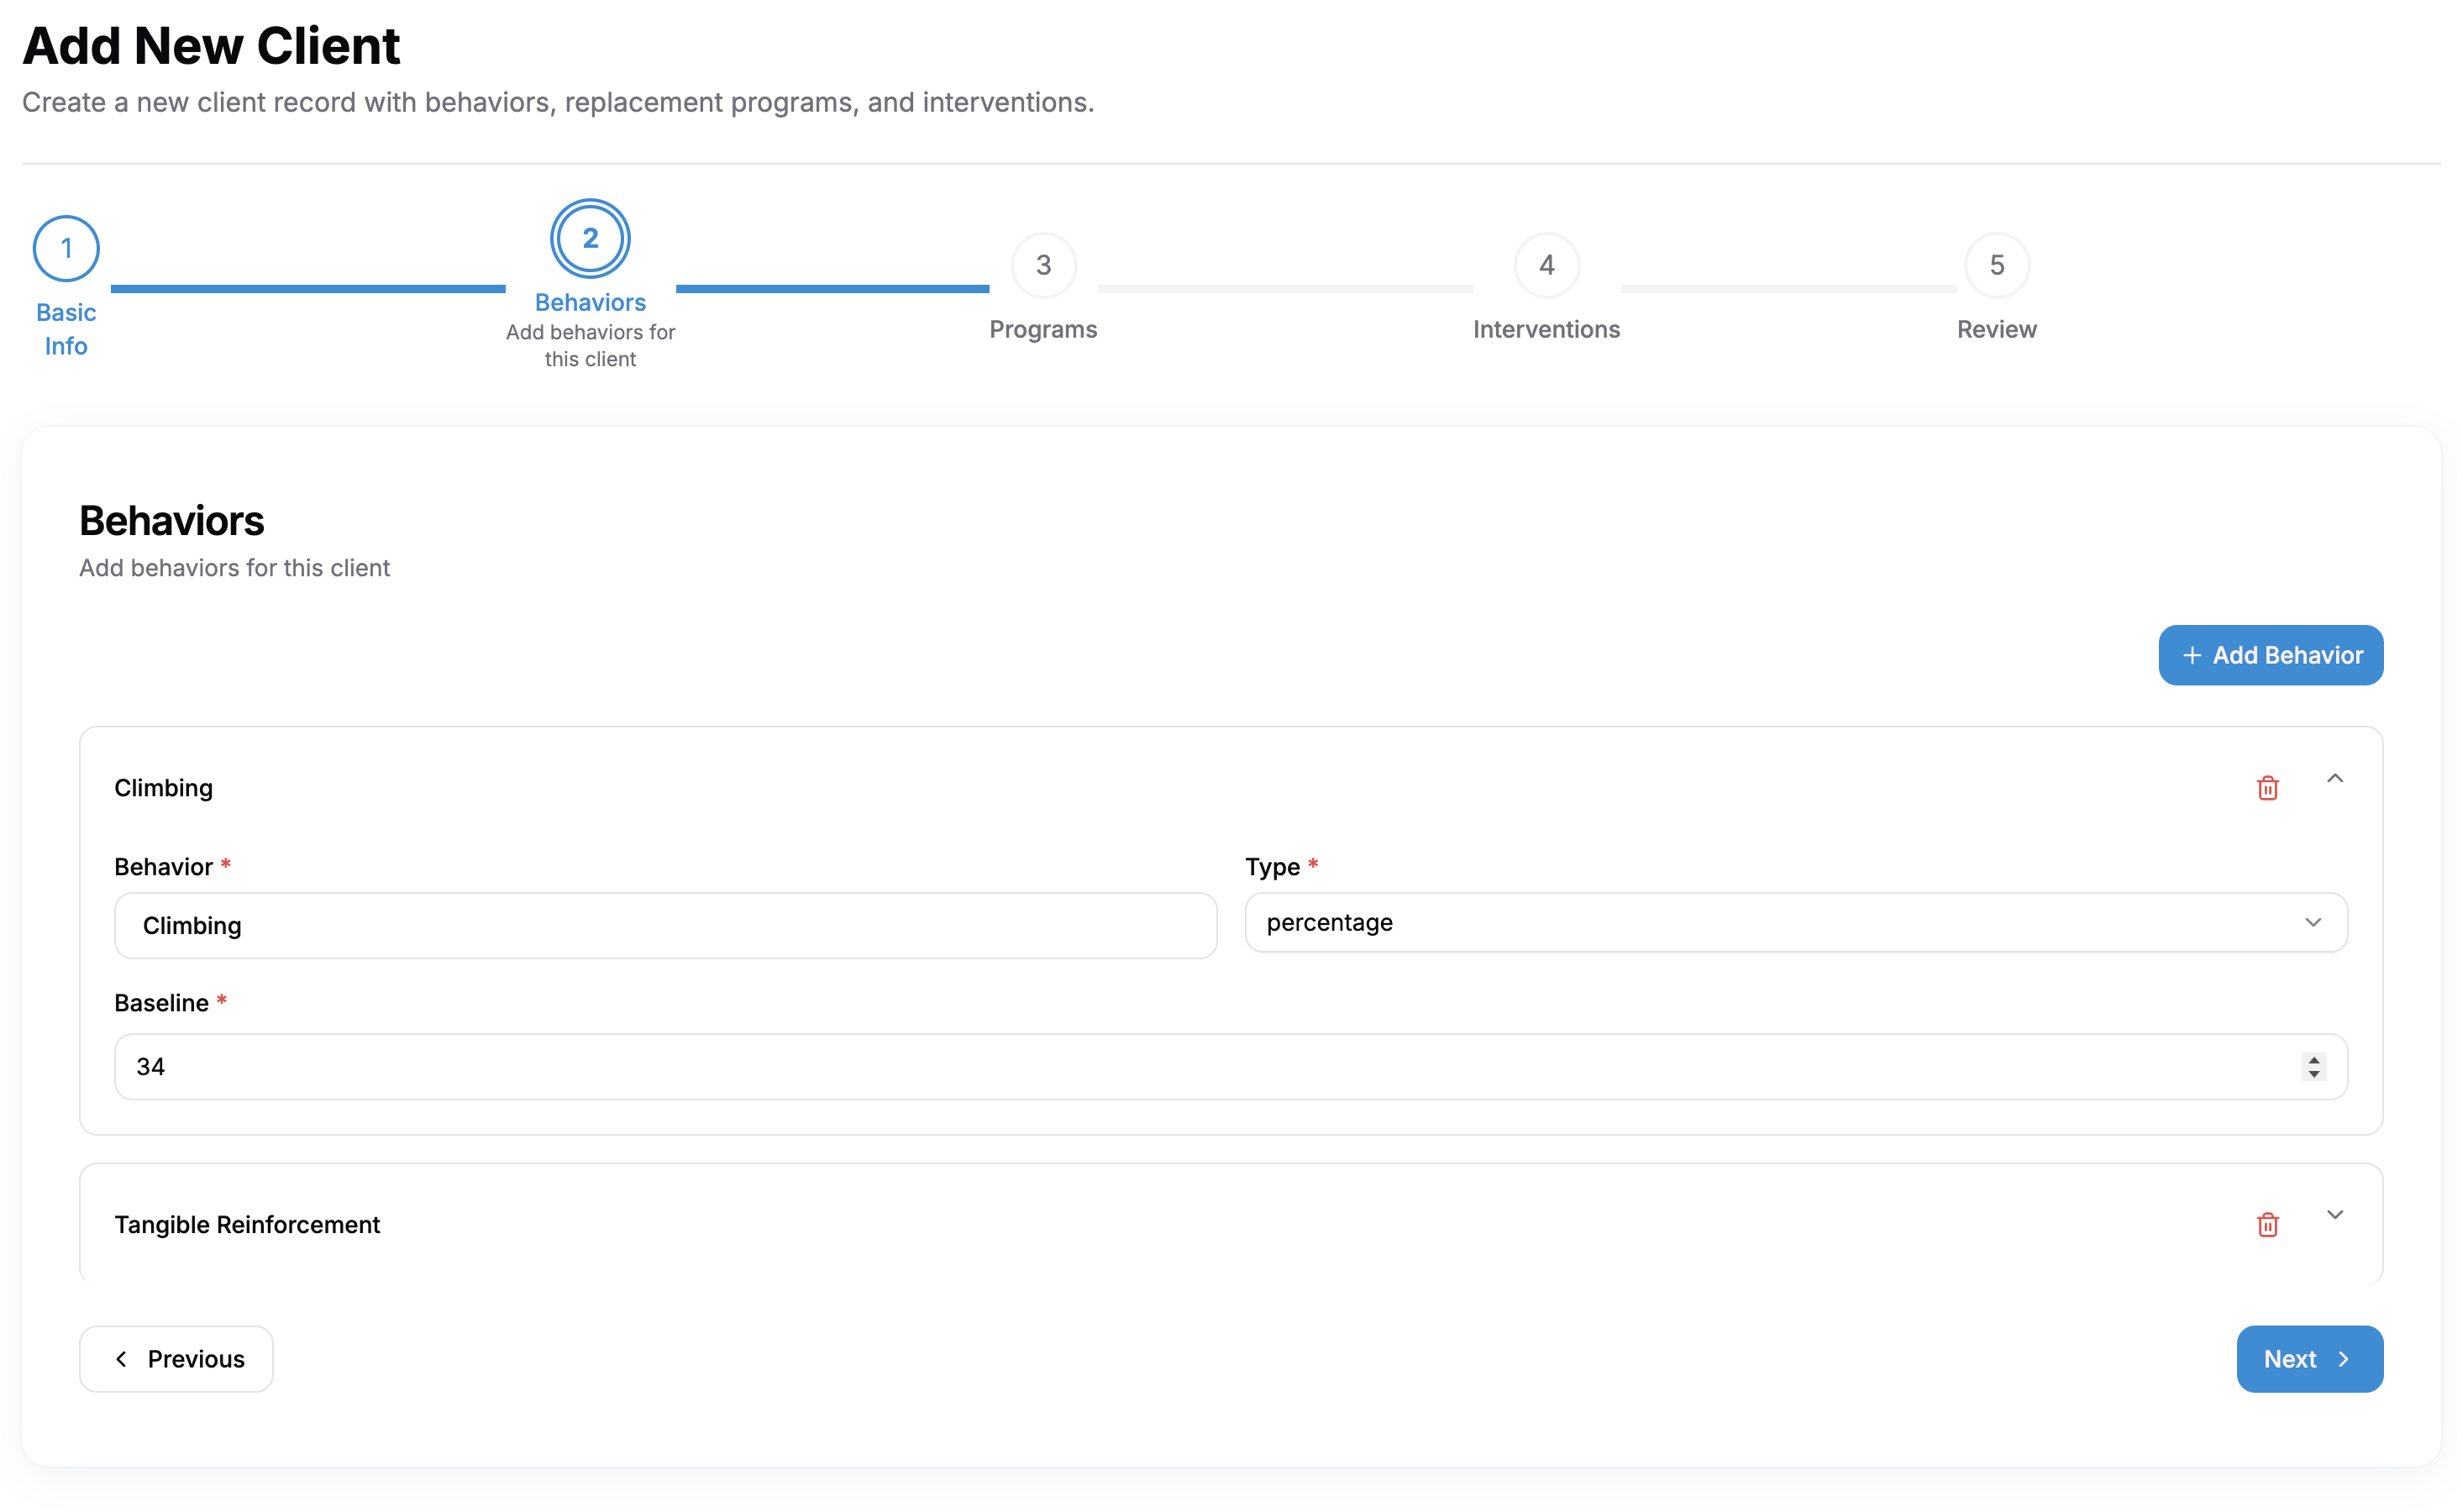 Add New Client
Create a new client record with behaviors, replacement programs, and interventions.
1
Basic
Info
2
Behaviors
Add behaviors for
this client
3
Programs
4
Interventions
5
Review
Behaviors
Add behaviors for this client
+ Add Behavior
Climbing
Behavior *
Climbing
Type *
percentage
Baseline *
34
Tangible Reinforcement
Previous
Next